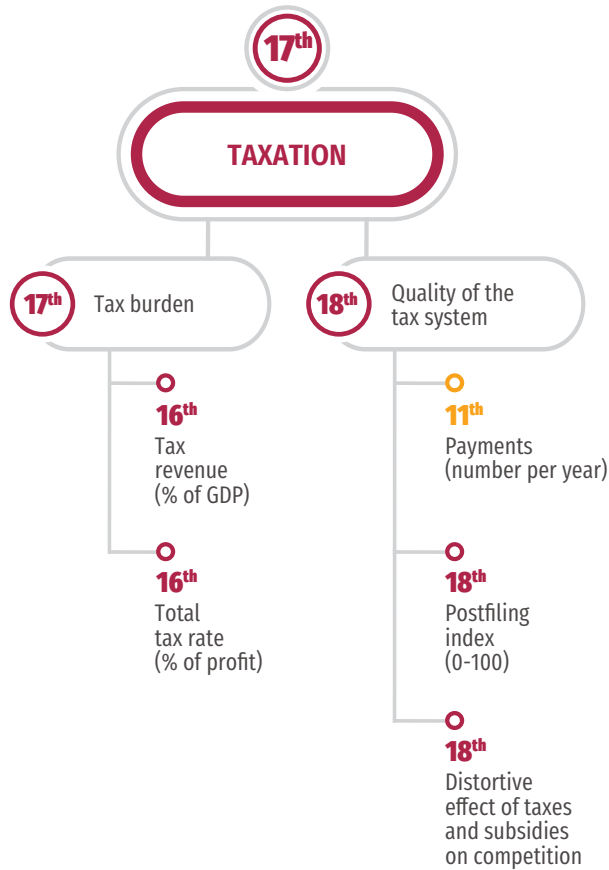 17th
TAXATION
17th
Tax burden
16th
Tax
revenue
(% of GDP)
16th
Total
tax rate
(% of profit)
18th
Quality of the
tax system
11th
Payments
(number per year)
18th
Postfiling
index
(0-100)
18th
Distortive
effect of taxes
and subsidies
on competition